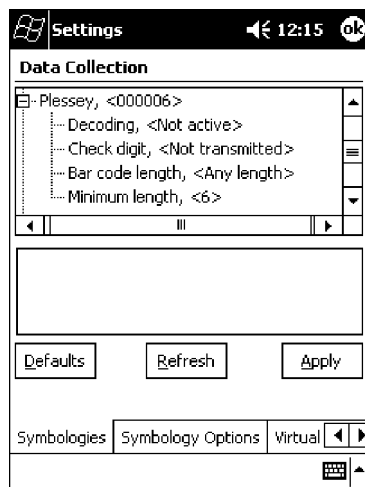 Settings 12:15 ok
Data Collection
Plessey, <000006>
Decoding, <Not active>
Check digit, <Not transmitted>
Bar code length, <Any length>
Minimum length, <6>
Defaults Refresh Apply
Symbologies Symbology Options Virtual